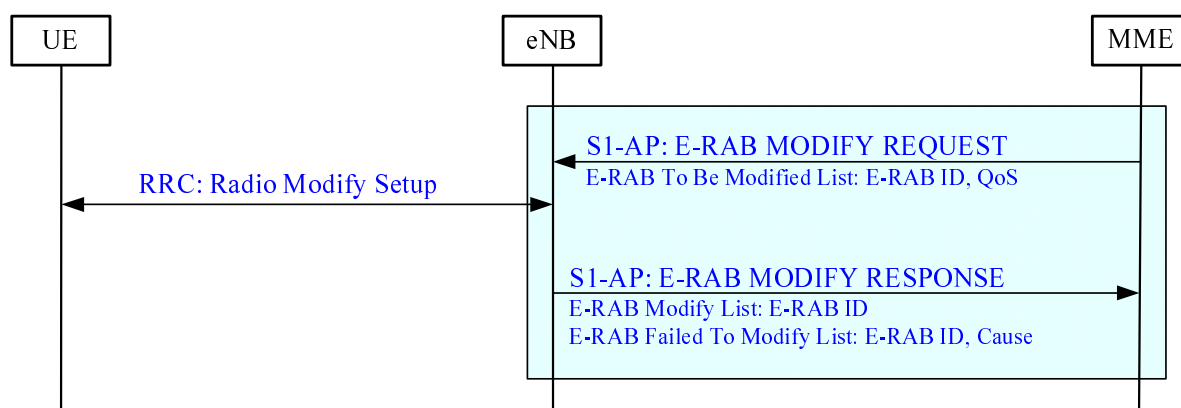 UE
eNB
MME
S1-AP: E-RAB MODIFY REQUEST
E-RAB To Be Modified List: E-RAB ID, QoS
RRC: Radio Modify Setup
S1-AP: E-RAB MODIFY RESPONSE
E-RAB Modify List: E-RAB ID
E-RAB Failed To Modify List: E-RAB ID, Cause